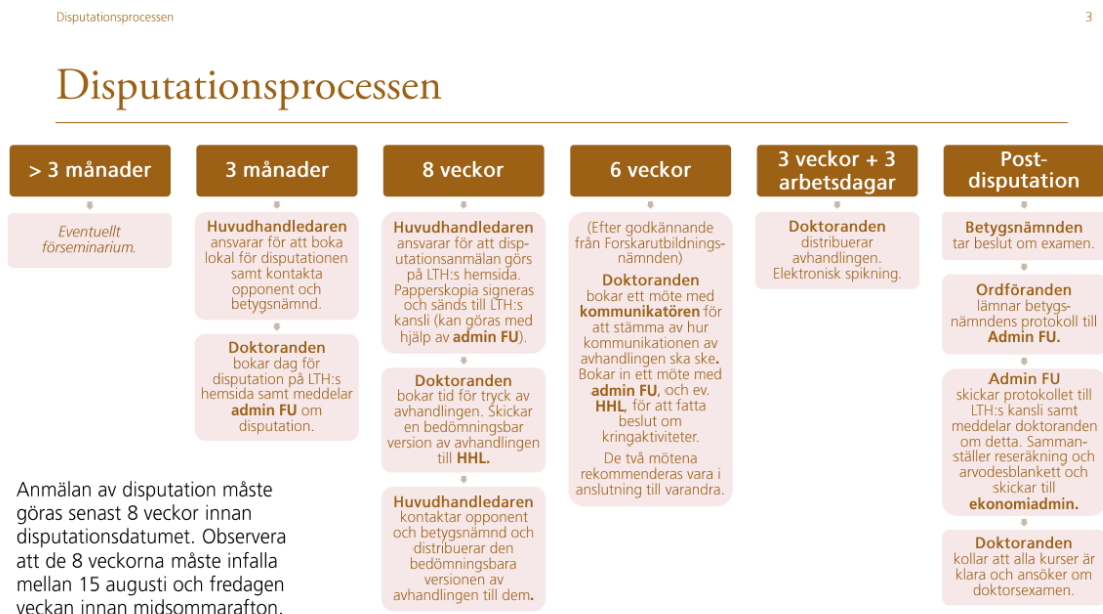 Disputationsprocessen
3
Disputationsprocessen
> 3 månader
Eventuellt
förseminarium.
3 månader
Huvudhandledaren
ansvarar för att boka
lokal för disputationen
samt kontakta
opponent och
betygsnämnd.
Doktoranden
bokar dag för
disputation på LTH:s
hemsida samt meddelar
admin FU om
disputation.
8 veckor
Huvudhandledaren
ansvarar för att disp-
utationsanmälan görs
på LTH:s hemsida.
Papperskopia signeras
och sänds till LTH:s
kansli (kan göras med
hjälp av admin FU).
Doktoranden
bokar tid för tryck av
avhandlingen. Skickar
en bedömningsbar
version av avhandlingen
till HHL.
Huvudhandledaren
kontaktar opponent
och betygsnämnd och
distribuerar den
bedömningsbara
versionen av
avhandlingen till dem.
6 veckor
(Efter godkännande
från Forskarutbildnings-
nämnden)
Doktoranden
bokar ett möte med
kommunikatören för
att stämma av hur
kommunikationen av
avhandlingen ska ske.
Bokar in ett möte med
admin FU, och ev.
HHL, för att fatta
beslut om
kringaktiviteter.
De två mötena
rekommenderas vara i
anslutning till varandra.
3 veckor + 3
arbetsdagar
Doktoranden
distribuerar
avhandlingen.
Elektronisk spikning.
Post-
disputation
Betygsnämnden
tar beslut om examen.
Ordföranden
lämnar betygs-
nämndens protokoll till
Admin FU.
Admin FU
skickar protokollet till
LTH:s kansli samt
meddelar doktoranden
om detta. Samman-
ställer reseräkning och
arvodesblankett och
skickar till
ekonomiadmin.
Doktoranden
kollar att alla kurser är
klara och ansöker om
doktorsexamen.
Anmälan av disputation måste
göras senast 8 veckor innan
disputationsdatumet. Observera
att de 8 veckorna måste infalla
mellan 15 augusti och fredagen
veckan innan midsommarafton.